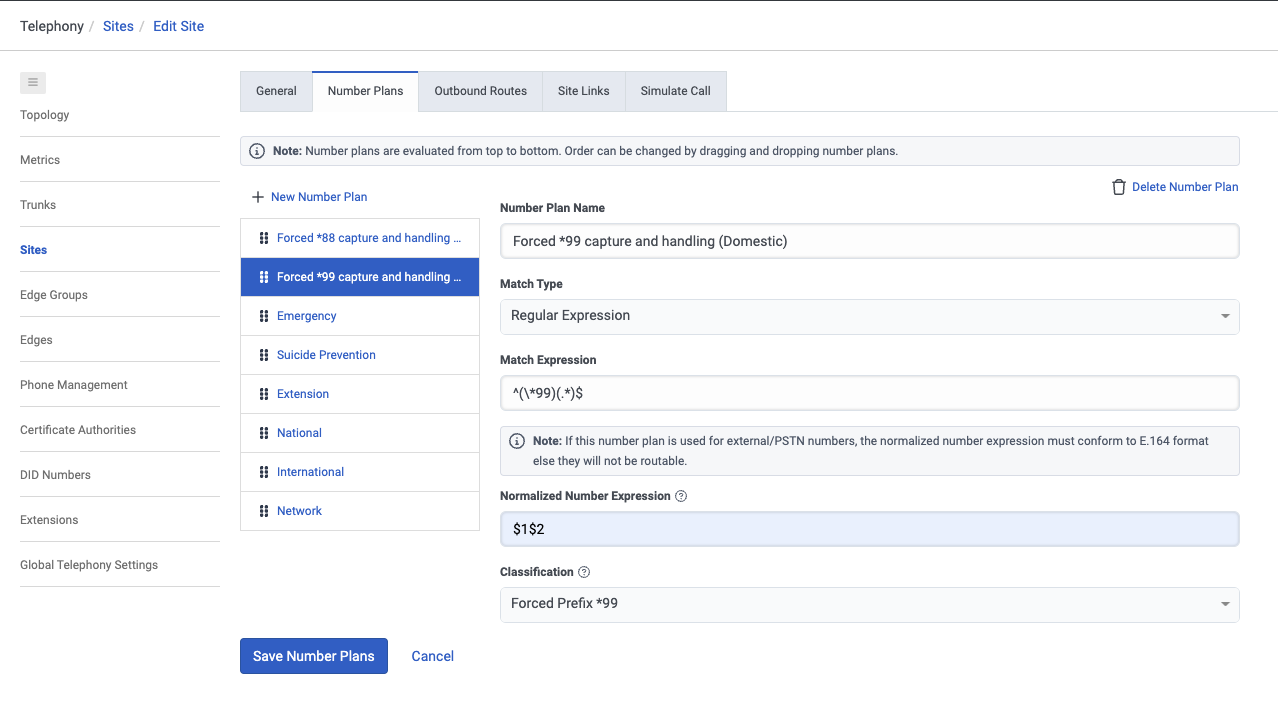 Telephony / Sites / Edit Site
Topology
Metrics
Trunks
Sites
Edge Groups
Edges
Phone Management
Certificate Authorities
DID Numbers
Extensions
Global Telephony Settings
General
Number Plans
Outbound Routes
Site Links
Simulate Call
Note: Number plans are evaluated from top to bottom. Order can be changed by dragging and dropping number plans.
New Number Plan
Forced *88 capture and handling ...
Forced *99 capture and handling ...
Emergency
Suicide Prevention
Extension
National
International
Network
Delete Number Plan
Number Plan Name
Forced *99 capture and handling (Domestic)
Match Type
Regular Expression
Match Expression
^(\*99)(.*)$
Note: If this number plan is used for external/PSTN numbers, the normalized number expression must conform to E.164 format
else they will not be routable.
Normalized Number Expression ?
$1$2
Classification ?
Forced Prefix *99
Save Number Plans
Cancel